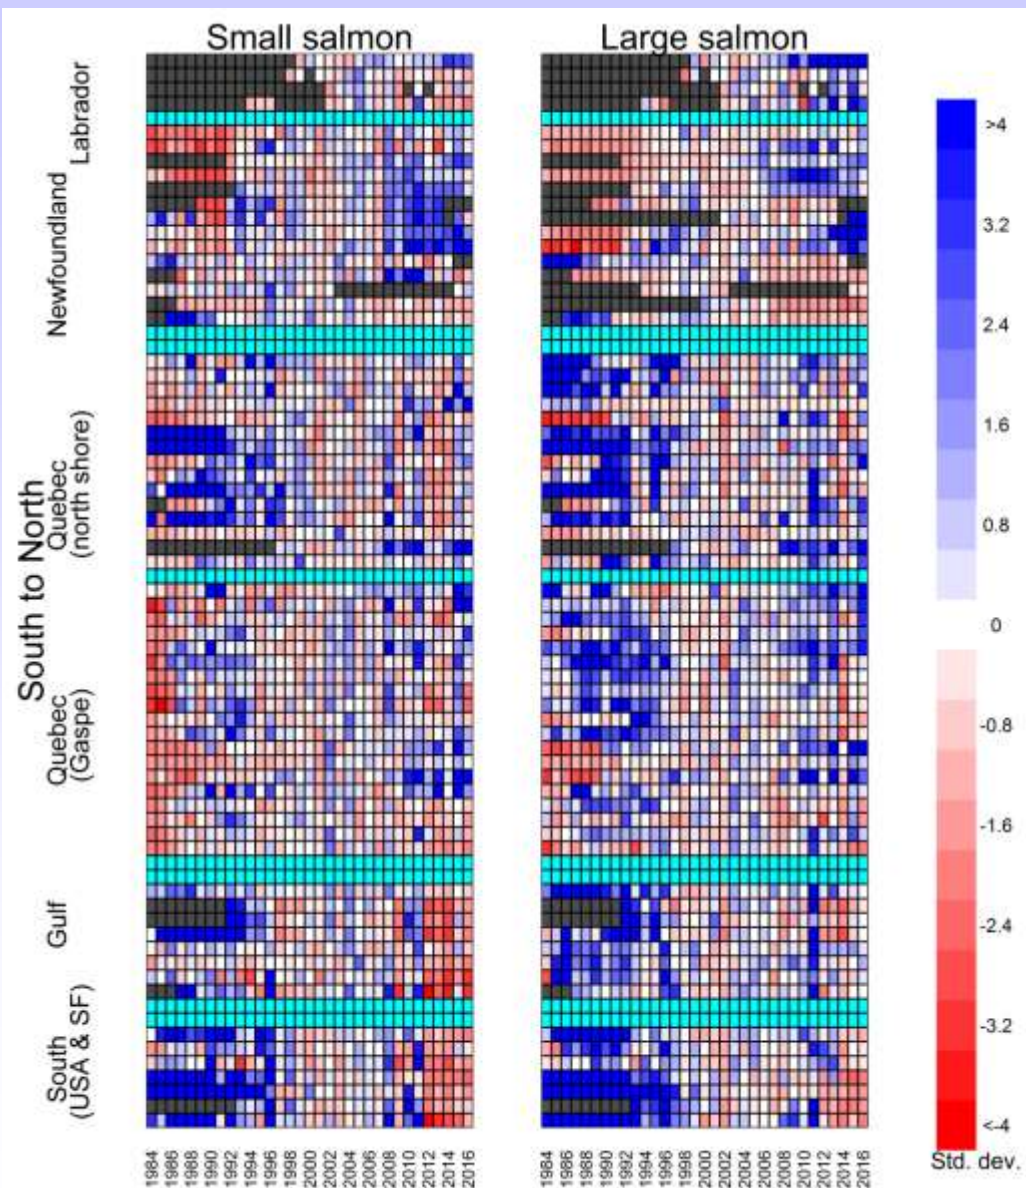 Small salmon
Large salmon
South to North
Labrador
Newfoundland
Quebec
(north shore)
Quebec
(Gaspe)
Gulf
South
(USA & SF)
>4
3.2
2.4
1.6
0.8
0
-0.8
-1.6
-2.4
-3.2
<-4
Std. dev.
1984 1986 1988 1990 1992 1994 1996 1998 2000 2002 2004 2006 2008 2010 2012 2014 2016
1984 1986 1988 1990 1992 1994 1996 1998 2000 2002 2004 2006 2008 2010 2012 2014 2016